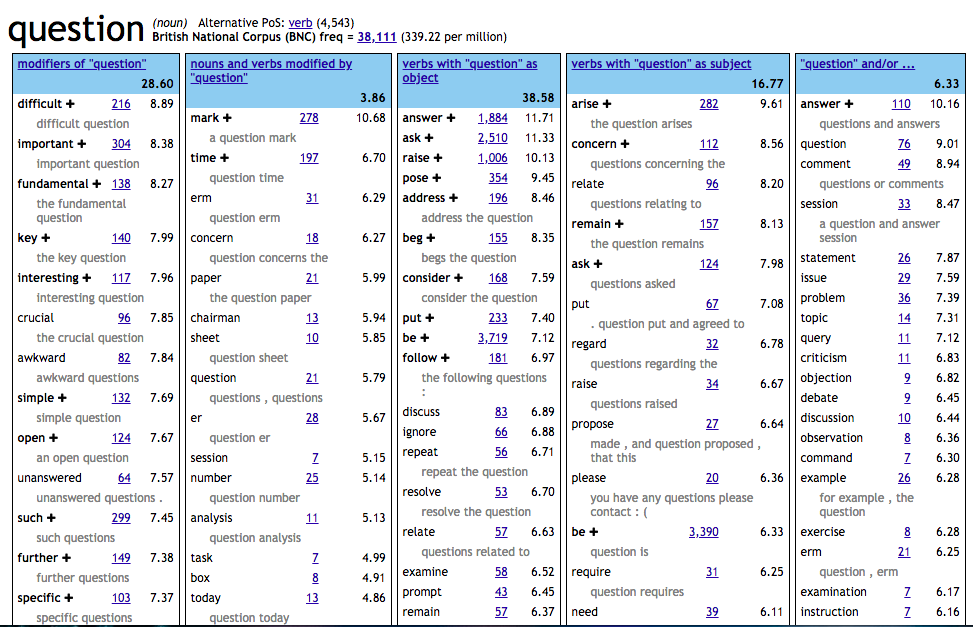 question (noun) Alternative PoS: verb (4,543)
British National Corpus (BNC) freq = 38,111 (339.22 per million)
modifiers of "question"
28.60
difficult + 216 8.89
difficult question
important + 304 8.38
important question
fundamental + 138 8.27
the fundamental
question
key + 140 7.99
the key question
interesting + 117 7.96
interesting question
crucial 96 7.85
the crucial question
awkward 82 7.84
awkward questions
simple + 132 7.69
simple question
open + 124 7.67
an open question
unanswered 64 7.57
unanswered questions .
such + 299 7.45
such questions
further + 149 7.38
further questions
specific + 103 7.37
specific questions
nouns and verbs modified by
"question"
3.86
mark + 278 10.68
a question mark
time + 197 6.70
question time
erm 31 6.29
question erm
concern 18 6.27
question concerns the
paper 21 5.99
the question paper
chairman 13 5.94
sheet 10 5.85
question sheet
question 21 5.79
questions , questions
er 28 5.67
question er
session 7 5.15
number 25 5.14
question number
analysis 11 5.13
question analysis
task 7 4.99
box 8 4.91
today 13 4.86
question today
verbs with "question" as
object
38.58
answer + 1,884 11.71
ask + 2,510 11.33
raise + 1,006 10.13
pose + 354 9.45
address + 196 8.46
address the question
beg + 155 8.35
begs the question
consider + 168 7.59
consider the question
put + 233 7.40
be + 3,719 7.12
follow + 181 6.97
the following questions
:
discuss 83 6.89
ignore 66 6.88
repeat 56 6.71
repeat the question
resolve 53 6.70
resolve the question
relate 57 6.63
questions related to
examine 58 6.52
prompt 43 6.45
remain 57 6.37
verbs with "question" as subject
16.77
arise + 282 9.61
the question arises
concern + 112 8.56
questions concerning the
relate 96 8.20
questions relating to
remain + 157 8.13
the question remains
ask + 124 7.98
questions asked
put 67 7.08
. question put and agreed to
regard 32 6.78
questions regarding the
raise 34 6.67
questions raised
propose 27 6.64
made , and question proposed ,
that this
please 20 6.36
you have any questions please
contact : (
be + 3,390 6.33
question is
require 31 6.25
question requires
need 39 6.11
"question" and/or ...
6.33
answer + 110 10.16
questions and answers
question 76 9.01
comment 49 8.94
questions or comments
session 33 8.47
a question and answer
session
statement 26 7.87
issue 29 7.59
problem 36 7.39
topic 14 7.31
query 11 7.12
criticism 11 6.83
objection 9 6.82
debate 9 6.45
discussion 10 6.44
observation 8 6.36
command 7 6.30
example 26 6.28
for example , the
question
exercise 8 6.28
erm 21 6.25
question , erm
examination 7 6.17
instruction 7 6.16